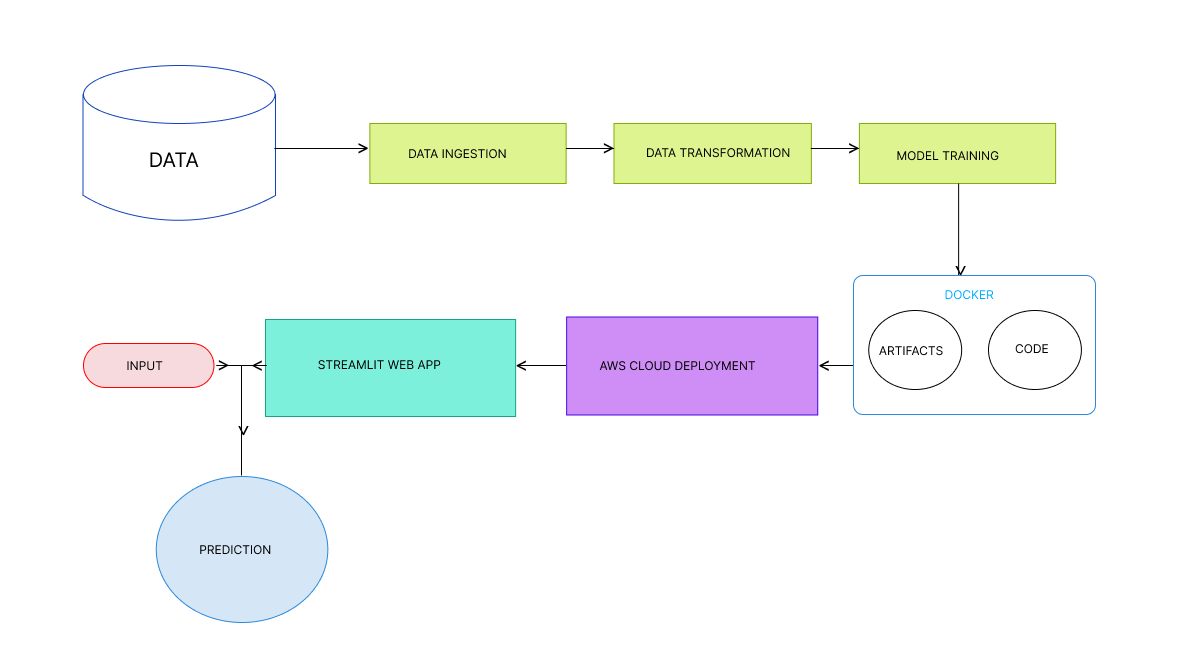 DATA
DATA INGESTION
DATA TRANSFORMATION
MODEL TRAINING
DOCKER
ARTIFACTS
CODE
INPUT
STREAMLIT WEB APP
AWS CLOUD DEPLOYMENT
PREDICTION